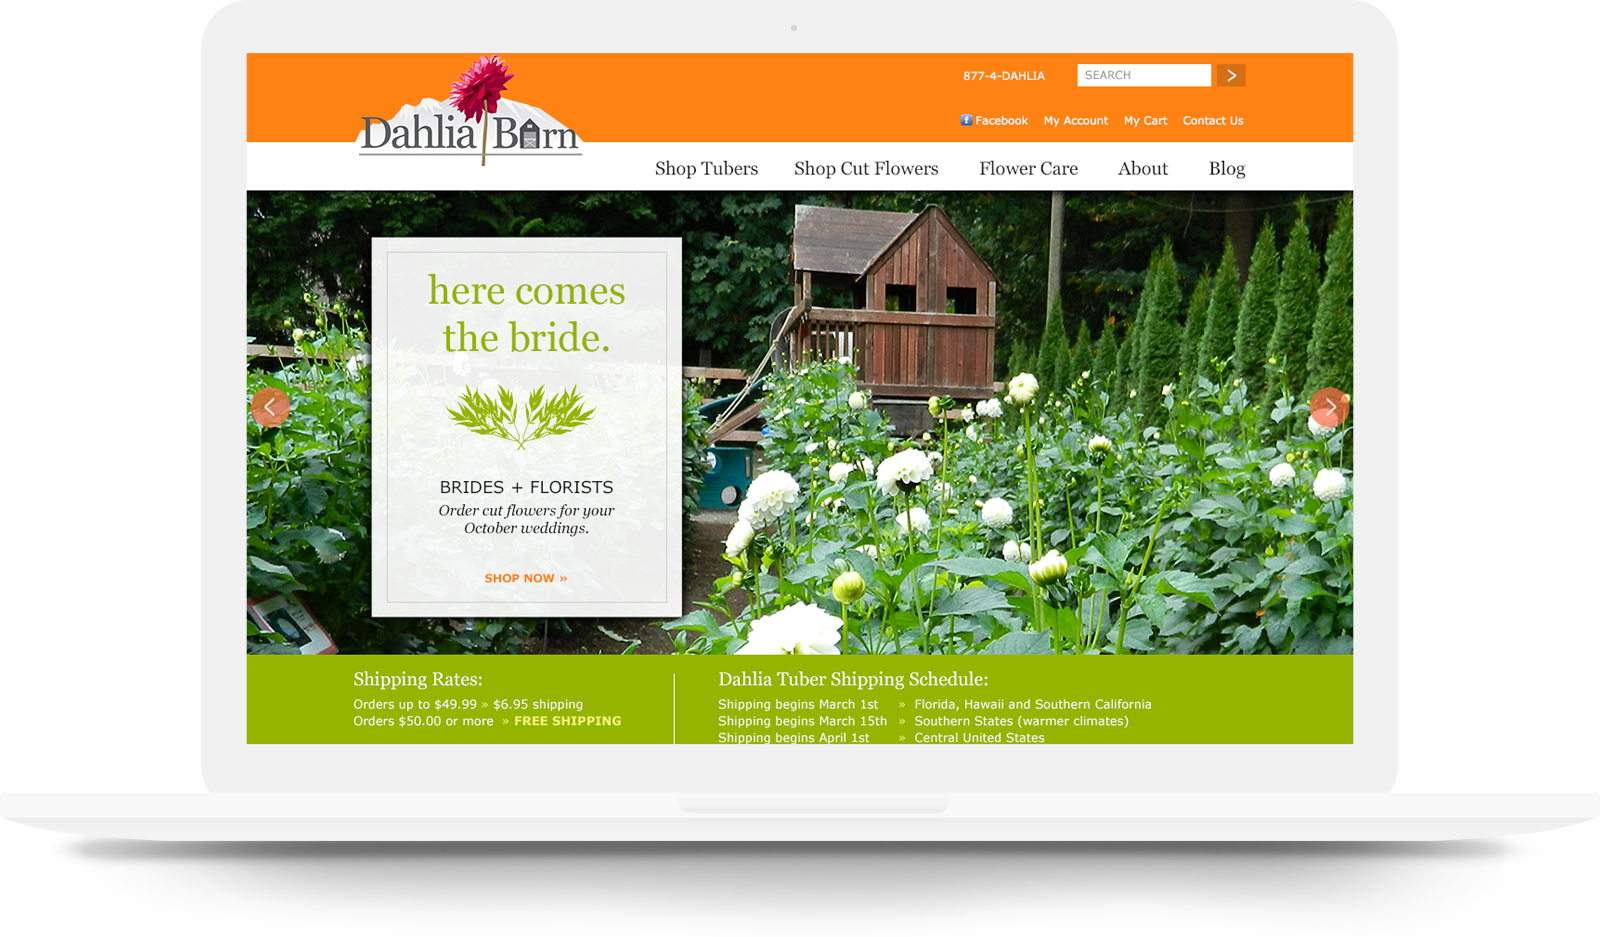 877-4-DAHLIA
SEARCH
Dahlia Barn
Facebook
My Account
My Cart
Contact Us
Shop Tubers
Shop Cut Flowers
Flower Care
About
Blog
here comes
the bride.
BRIDES + FLORISTS
Order cut flowers for your
October weddings.
SHOP NOW »
Shipping Rates:
Orders up to $49.99 » $6.95 shipping
Orders $50.00 or more » FREE SHIPPING
Dahlia Tuber Shipping Schedule:
Shipping begins March 1st » Florida, Hawaii and Southern California
Shipping begins March 15th » Southern States (warmer climates)
Shipping begins April 1st » Central United States